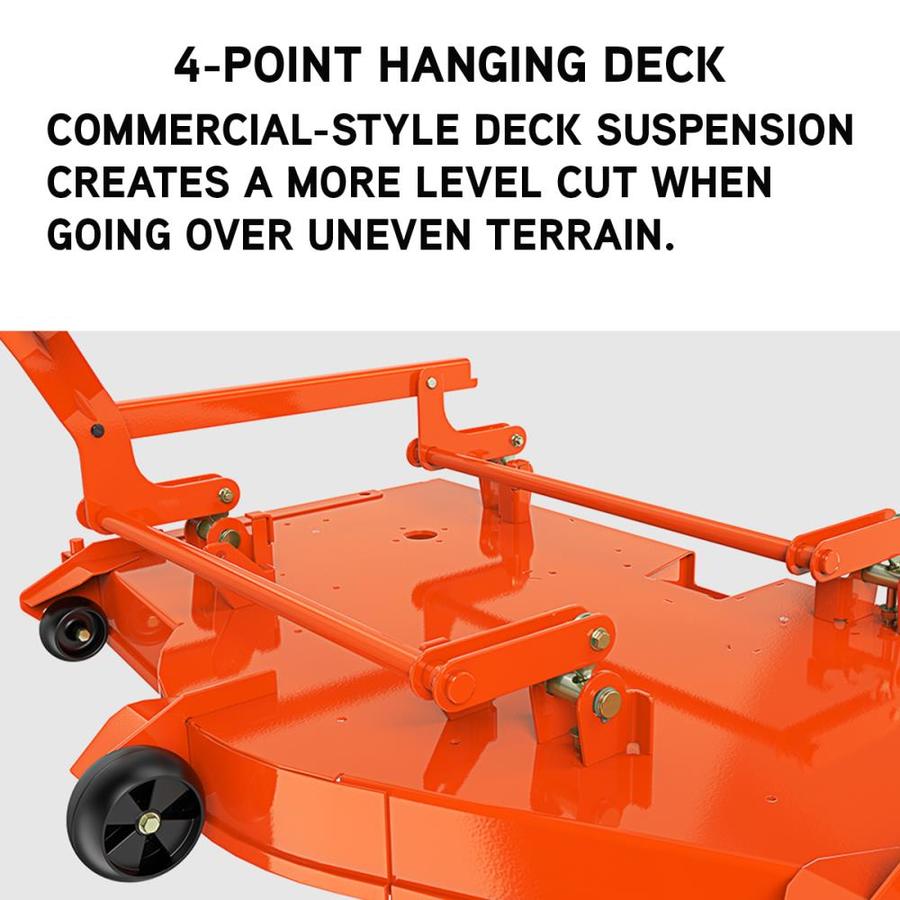 4-POINT HANGING DECK
COMMERCIAL-STYLE DECK SUSPENSION
CREATES A MORE LEVEL CUT WHEN
GOING OVER UNEVEN TERRAIN.